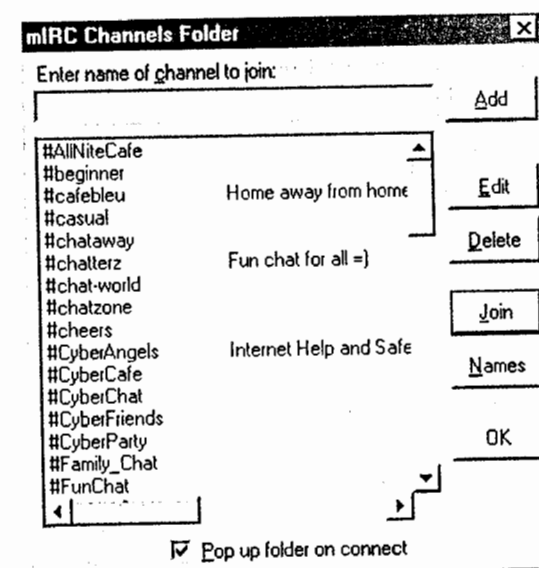 mIRC Channels Folder
Enter name of channel to join:
Add
#AllNiteCafe
#beginner
#cafebleu Home away from home
Edit
#casual
#chataway
Delete
#chatterz Fun chat for all =)
#chat-world
#chatzone
Join
#cheers
#CyberAngels Internet Help and Safe
#CyberCafe
Names
#CyberChat
#CyberFriends
#CyberParty
OK
#Family_Chat
#FunChat
Pop up folder on connect